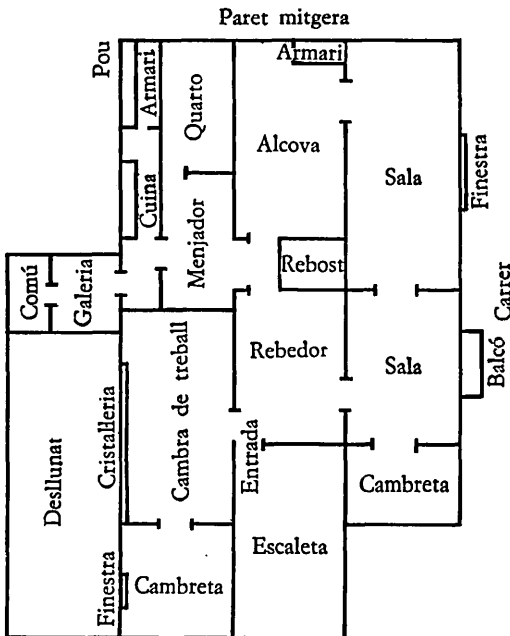 Paret mitgera
Pou
Armari
Quarto
Armari
Alcova
Sala
Finestra
Cuina
Menjador
Rebost
Comú
Galeria
Carrer
Cambra de treball
Rebedor
Sala
Balcó
Desllunat
Cristalleria
Entrada
Cambreta
Escaleta
Finestra
Cambreta